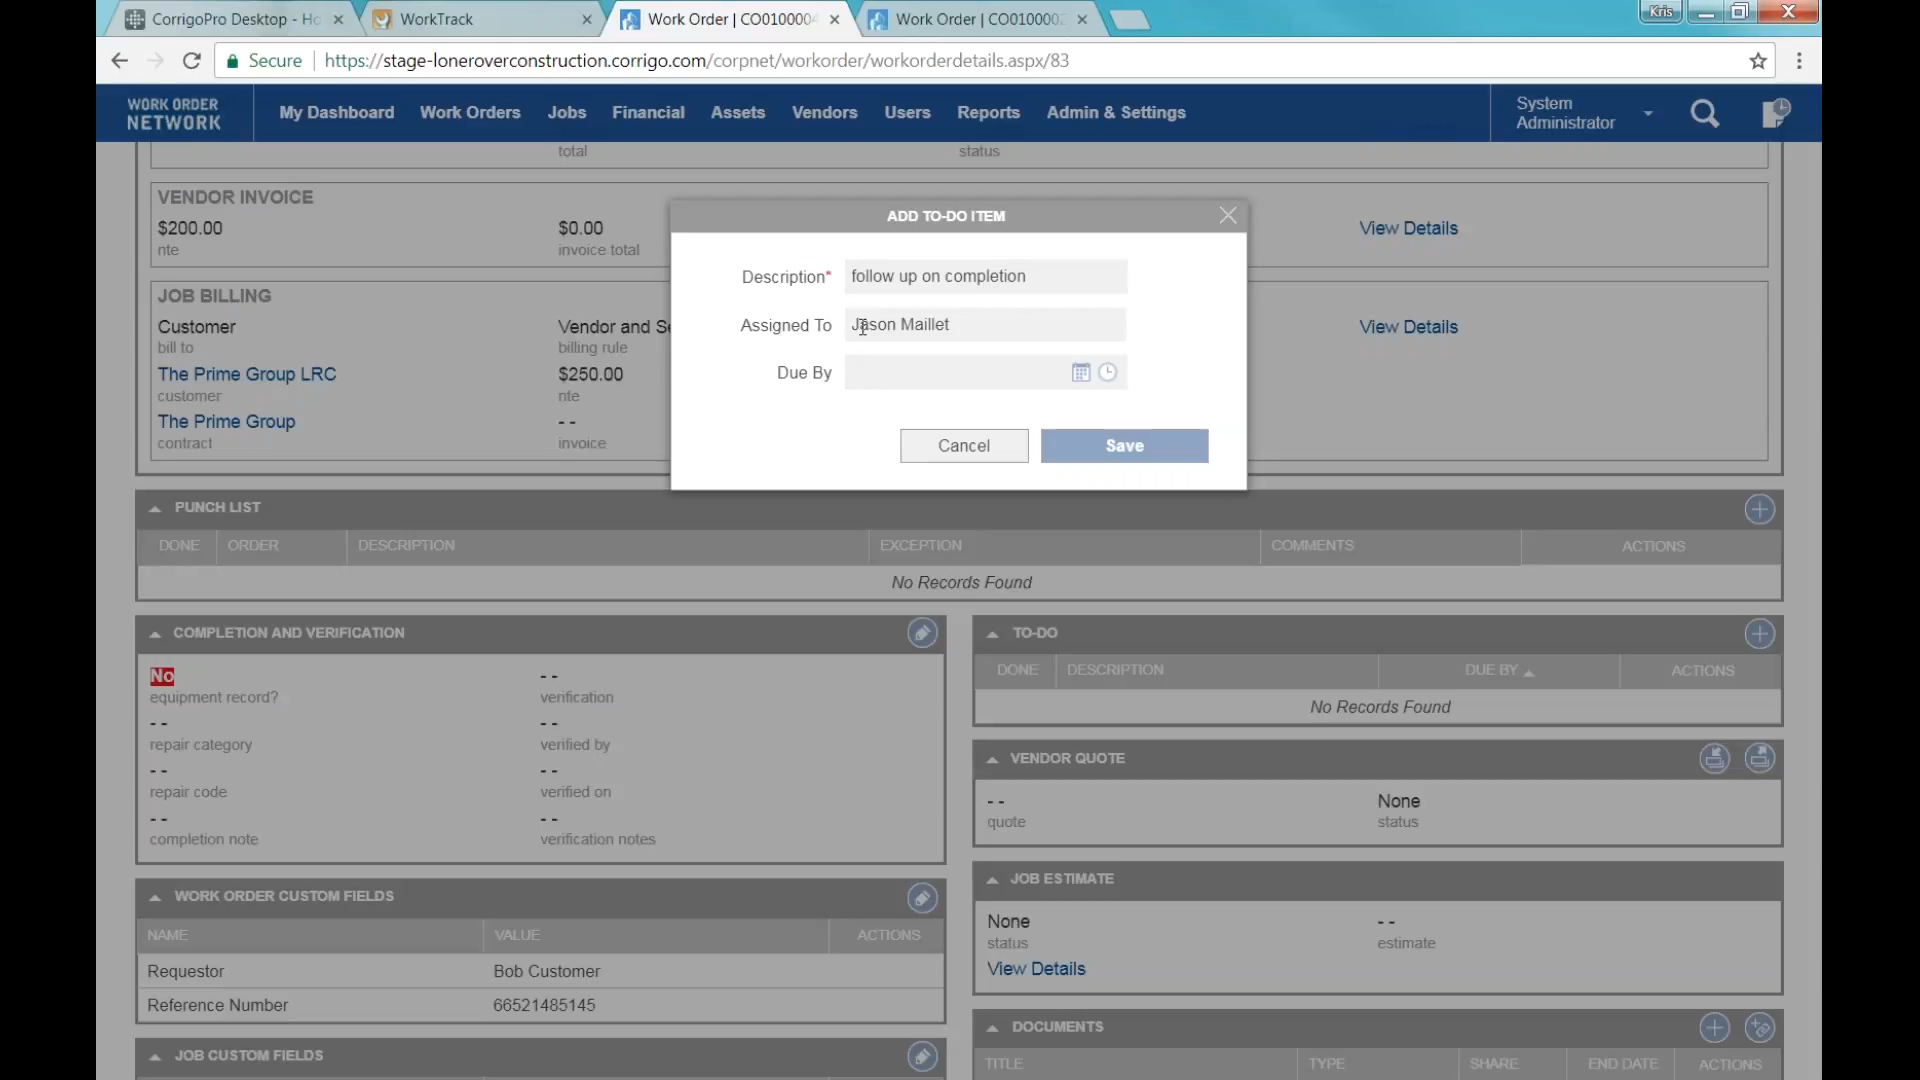 CorrigoPro Desktop - Ho
WorkTrack
Work Order | CO0100004
Work Order | CO010000
Kris
Secure
https://stage-loneroverconstruction.corrigo.com/corpnet/workorder/workorderdetails.aspx/83
WORK ORDER NETWORK
My Dashboard
Work Orders
Jobs
Financial
Assets
Vendors
Users
Reports
Admin & Settings
System Administrator
total
status
VENDOR INVOICE
$200.00
nte
$0.00
invoice total
View Details
JOB BILLING
Customer
bill to
Vendor and Se
billing rule
View Details
The Prime Group LRC
customer
$250.00
nte
The Prime Group
contract
- -
invoice
ADD TO-DO ITEM
Description*
follow up on completion
Assigned To
Jason Maillet
Due By
Cancel
Save
PUNCH LIST
DONE
ORDER
DESCRIPTION
EXCEPTION
COMMENTS
ACTIONS
No Records Found
COMPLETION AND VERIFICATION
No
equipment record?
- -
verification
- -
repair category
- -
verified by
- -
repair code
- -
verified on
- -
completion note
- -
verification notes
TO-DO
DONE
DESCRIPTION
DUE BY
ACTIONS
No Records Found
VENDOR QUOTE
- -
quote
None
status
WORK ORDER CUSTOM FIELDS
NAME
VALUE
ACTIONS
Requestor
Bob Customer
Reference Number
66521485145
JOB ESTIMATE
None
status
- -
estimate
View Details
JOB CUSTOM FIELDS
DOCUMENTS
TITLE
TYPE
SHARE
END DATE
ACTIONS